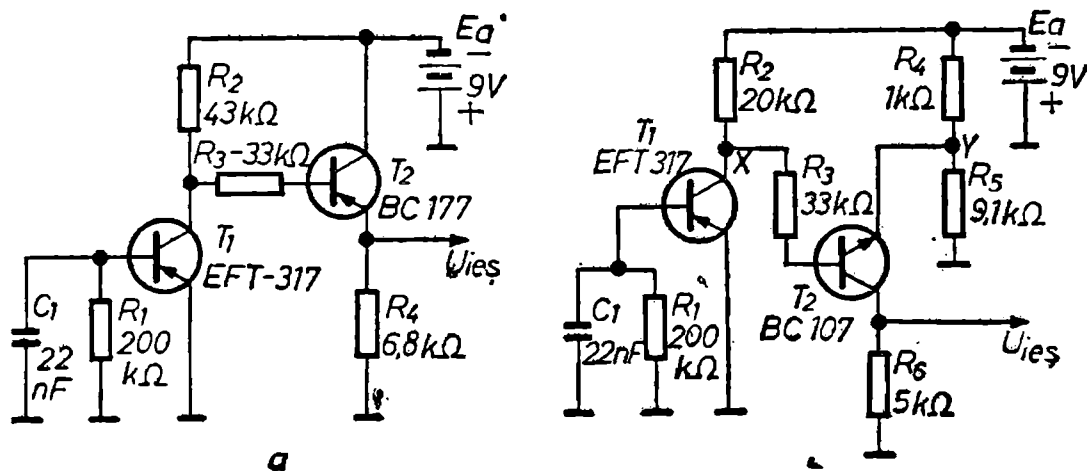 Ea
−
9V
+
R2
43kΩ
R3-33kΩ
T2
BC 177
T1
EFT-317
Uieș
C1
22
nF
R1
200
kΩ
R4
6,8kΩ
a
Ea
−
9V
+
R2
20kΩ
R4
1kΩ
T1
EFT 317
X
Y
R3
33kΩ
R5
9,1kΩ
T2
BC 107
C1
22nF
R1
200
kΩ
Uieș
R6
5kΩ